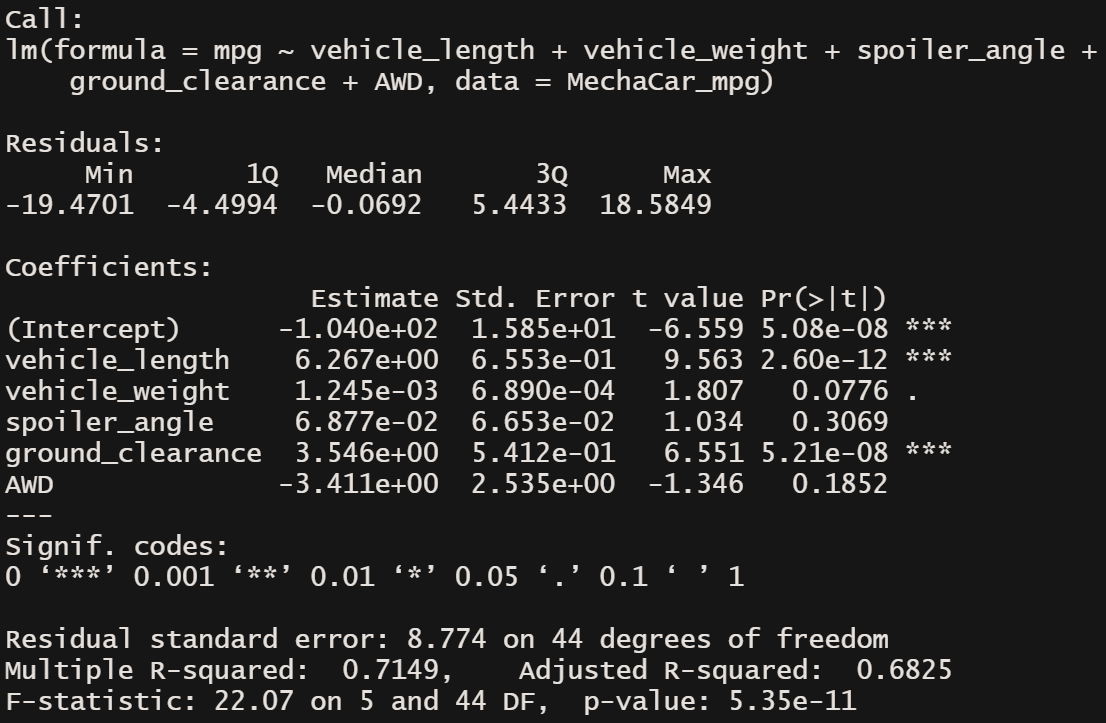 Call:
lm(formula = mpg ~ vehicle_length + vehicle_weight + spoiler_angle +
    ground_clearance + AWD, data = MechaCar_mpg)

Residuals:
     Min       1Q   Median       3Q      Max
-19.4701  -4.4994  -0.0692   5.4433  18.5849

Coefficients:
                   Estimate Std. Error t value Pr(>|t|)
(Intercept)      -1.040e+02  1.585e+01  -6.559 5.08e-08 ***
vehicle_length    6.267e+00  6.553e-01   9.563 2.60e-12 ***
vehicle_weight    1.245e-03  6.890e-04   1.807   0.0776 .
spoiler_angle     6.877e-02  6.653e-02   1.034   0.3069
ground_clearance  3.546e+00  5.412e-01   6.551 5.21e-08 ***
AWD              -3.411e+00  2.535e+00  -1.346   0.1852
---
Signif. codes:
0 ‘***’ 0.001 ‘**’ 0.01 ‘*’ 0.05 ‘.’ 0.1 ‘ ’ 1

Residual standard error: 8.774 on 44 degrees of freedom
Multiple R-squared:  0.7149,    Adjusted R-squared:  0.6825
F-statistic: 22.07 on 5 and 44 DF,  p-value: 5.35e-11